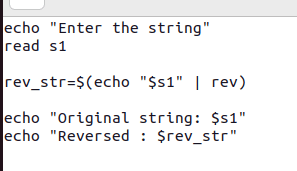 echo "Enter the string"
read s1
rev_str=$(echo "$s1" | rev)
echo "Original string: $s1"
echo "Reversed : $rev_str"